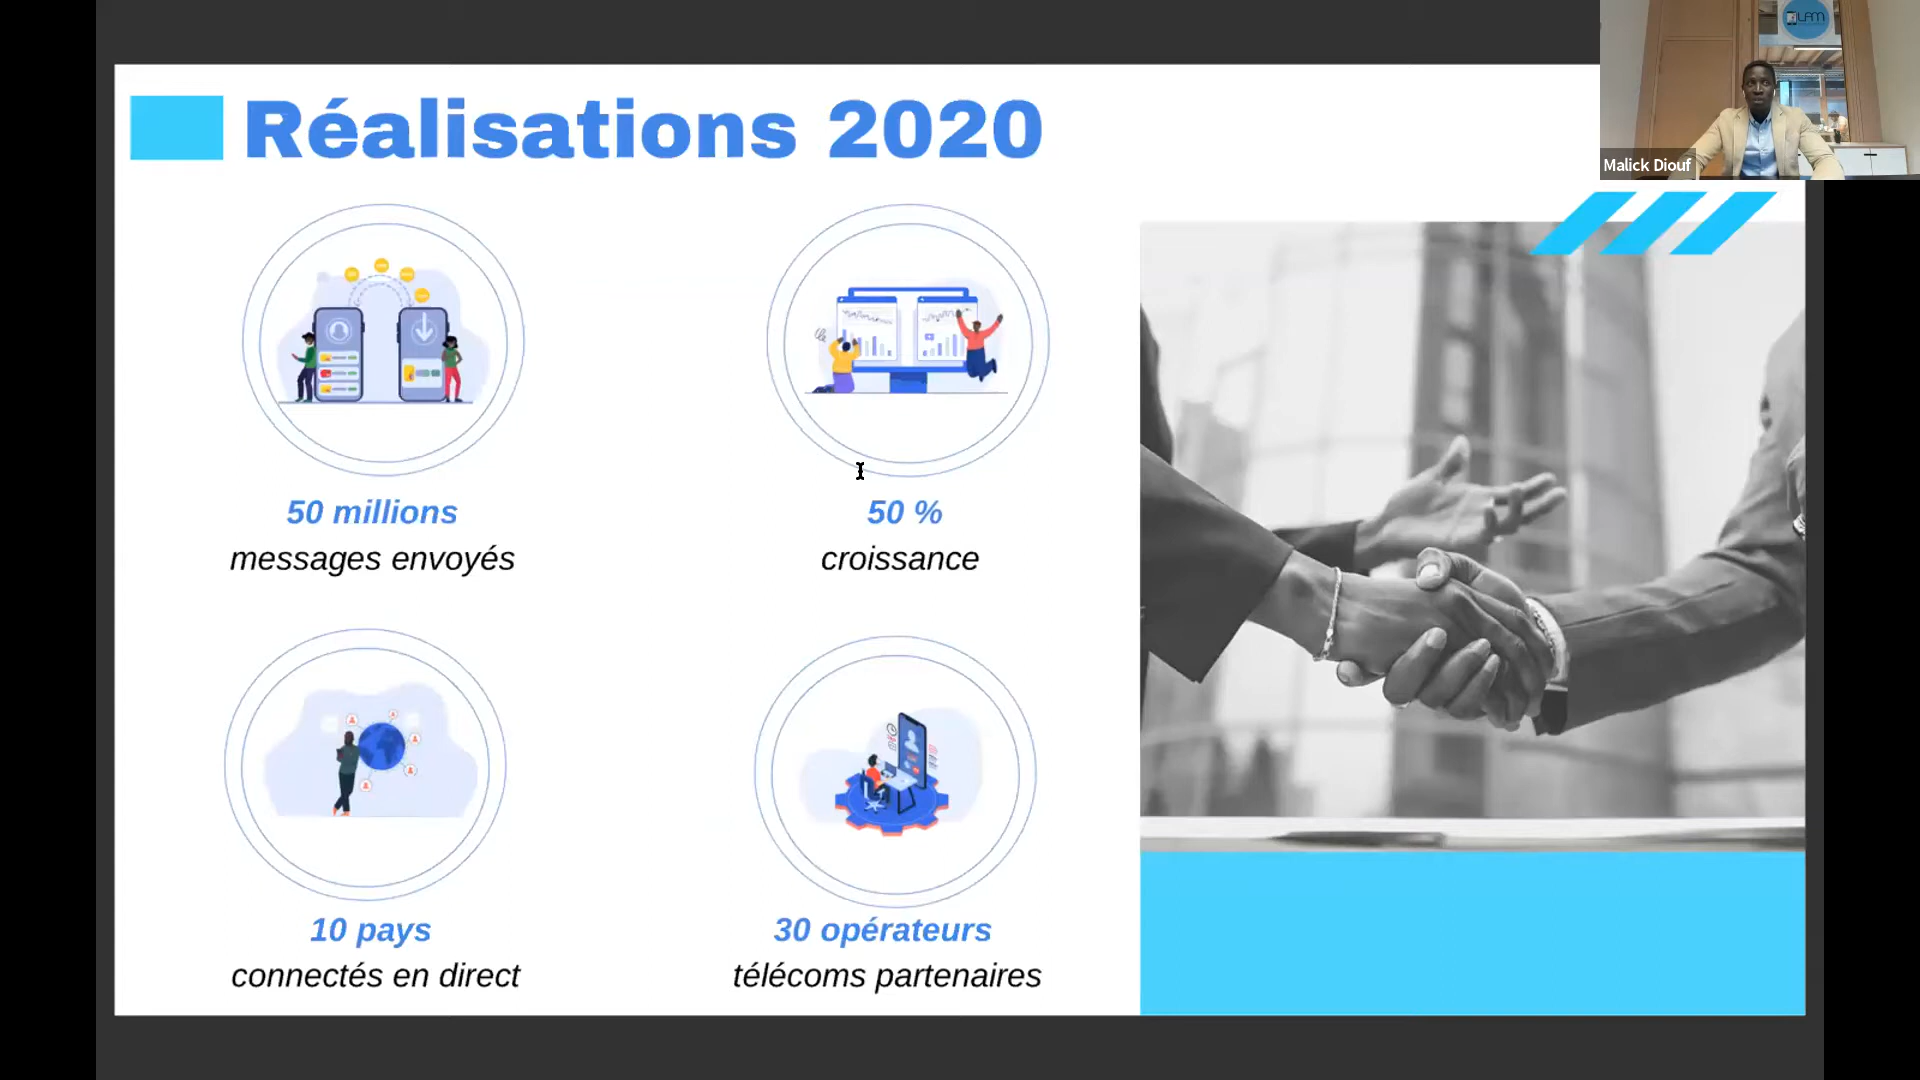 Réalisations 2020
LAM
Malick Diouf
50 millions
messages envoyés
50 %
croissance
10 pays
connectés en direct
30 opérateurs
télécoms partenaires